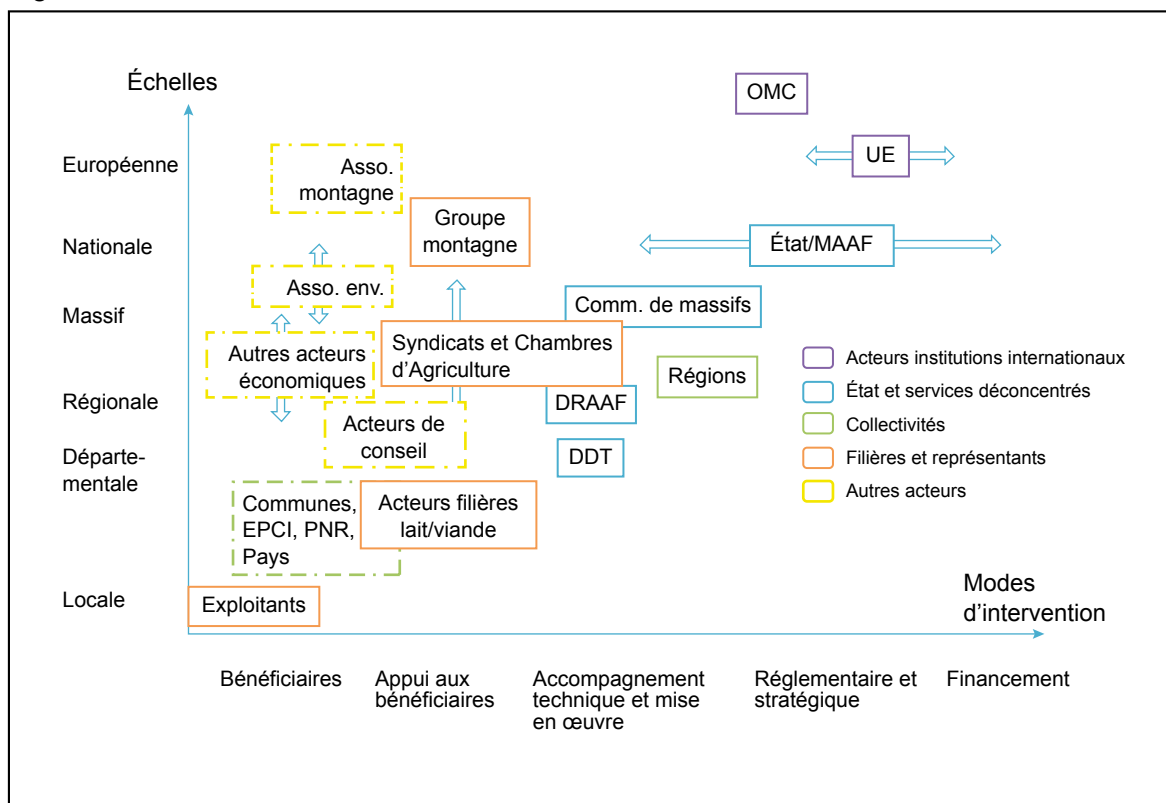 Échelles
OMC
Européenne
Asso.
montagne
UE
Groupe
montagne
Nationale
État/MAAF
Asso. env.
Massif
Comm. de massifs
Autres acteurs
économiques
Syndicats et Chambres
d’Agriculture
Régions
Acteurs institutions internationaux
État et services déconcentrés
Collectivités
Filières et représentants
Autres acteurs
Régionale
DRAAF
Acteurs de
conseil
Départe-
mentale
DDT
Communes,
EPCI, PNR,
Pays
Acteurs filières
lait/viande
Locale
Exploitants
Modes
d’intervention
Bénéficiaires
Appui aux
bénéficiaires
Accompagnement
technique et mise
en œuvre
Réglementaire et
stratégique
Financement